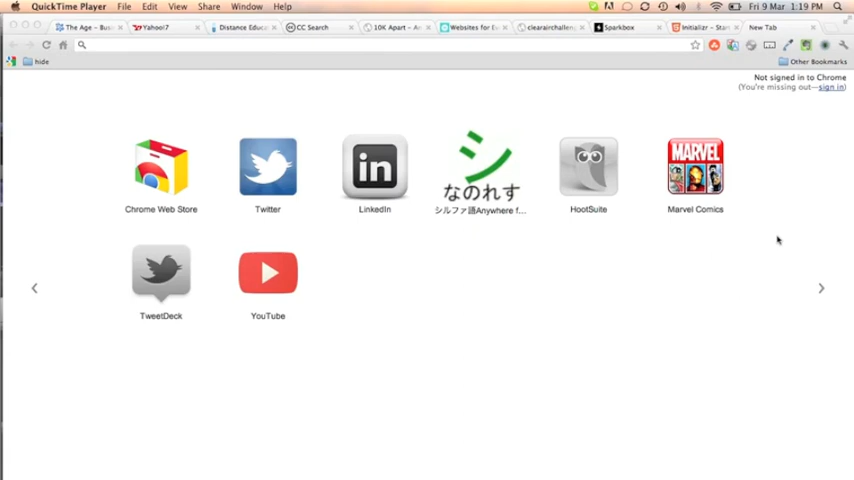 QuickTime Player File Edit View Share Window Help Fri 9 Mar 1:19 PM
The Age - Busi Yahoo!7 Distance Educ CC Search 10K Apart - A Websites for Ev clearairchalleng Sparkbox Initializr - Star New Tab
hide Other Bookmarks
Not signed in to Chrome
(You're missing out—sign in)
MARVEL
in
シ
なのれす
Chrome Web Store Twitter LinkedIn シルファ語Anywhere f... HootSuite Marvel Comics
TweetDeck YouTube